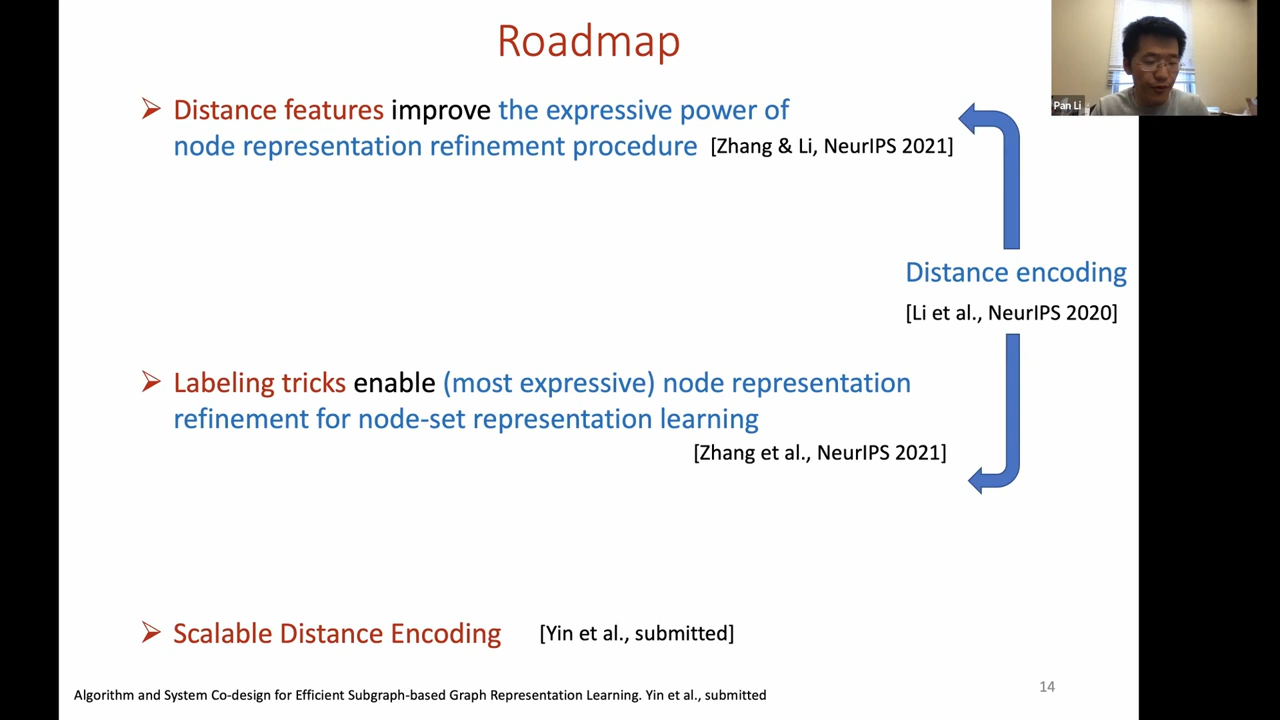 Roadmap
➢ Distance features improve the expressive power of
node representation refinement procedure [Zhang & Li, NeurIPS 2021]
Pan Li
Distance encoding
[Li et al., NeurIPS 2020]
➢ Labeling tricks enable (most expressive) node representation
refinement for node-set representation learning
[Zhang et al., NeurIPS 2021]
➢ Scalable Distance Encoding [Yin et al., submitted]
Algorithm and System Co-design for Efficient Subgraph-based Graph Representation Learning. Yin et al., submitted
14